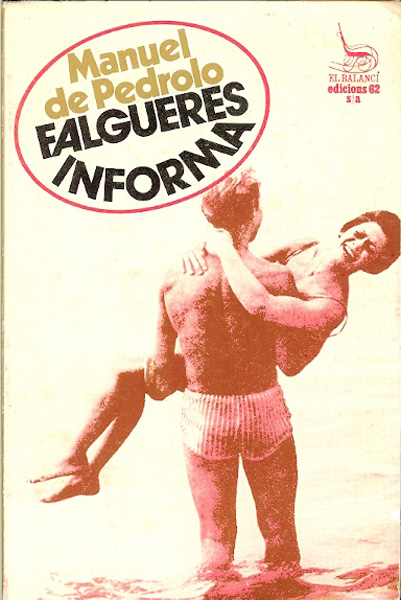 Manuel
de Pedrolo
FALGUERES
INFORMA
EL BALANCÍ
edicions 62
s/a